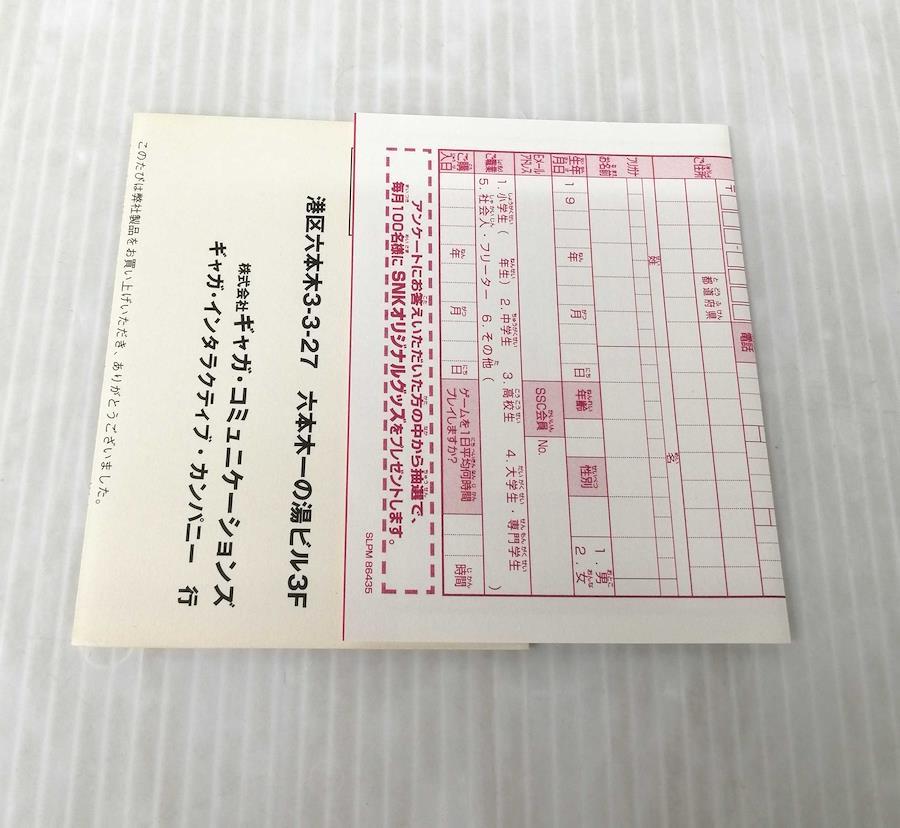 港区六本木3-3-27 六本木一の湯ビル3F
株式会社ギャガ・コミュニケーションズ
ギャガ・インタラクティブ・カンパニー 行
このたびは弊社製品をお買い上げいただき、ありがとうございました。
ご住所
〒
都道府県
電話
フリガナ
お名前
姓
名
生年月日
19 年 月 日
年齢
性別
1.男
2.女
Eメールアドレス
SSC会員
No.
ご職業
1.小学生( 年生) 2.中学生 3.高校生 4.大学生・専門学生
5.社会人・フリーター 6.その他( )
ご購入日
年 月 日
ゲームを1日平均何時間プレイしますか?
時間
アンケートにお答えいただいた方の中から抽選で、
毎月100名様にSNKオリジナルグッズをプレゼントします。
SLPM 86435